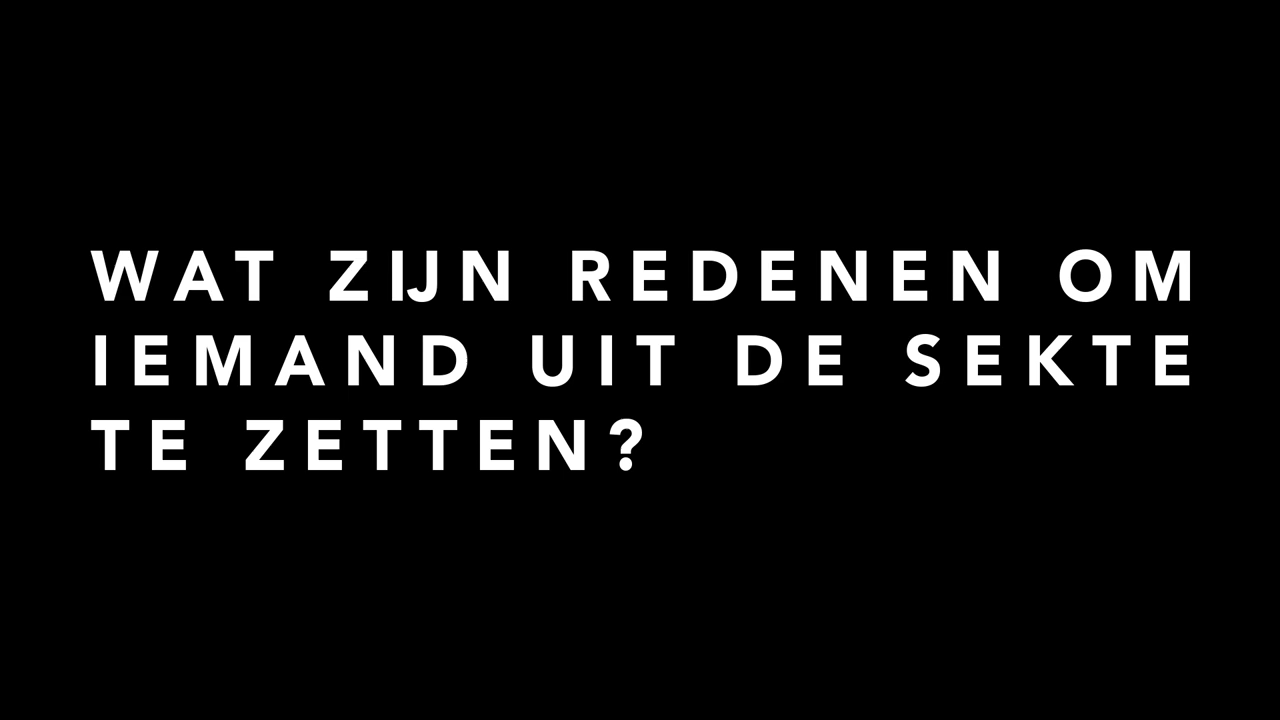 WAT ZIJN REDENEN OM
IEMAND UIT DE SEKTE
TE ZETTEN?